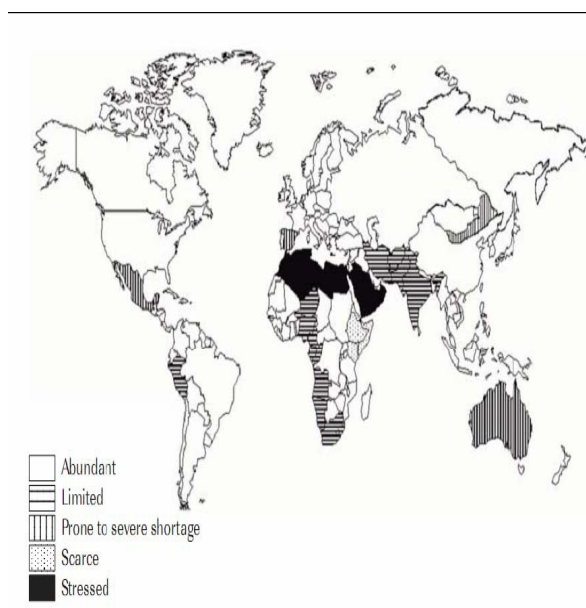 Abundant
Limited
Prone to severe shortage
Scarce
Stressed